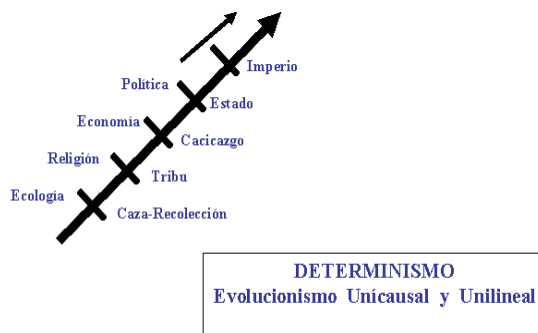 Imperio
Política
Estado
Economía
Cacicazgo
Religión
Tribu
Ecología
Caza-Recolección
DETERMINISMO
Evolucionismo Unícausal y Unilineal